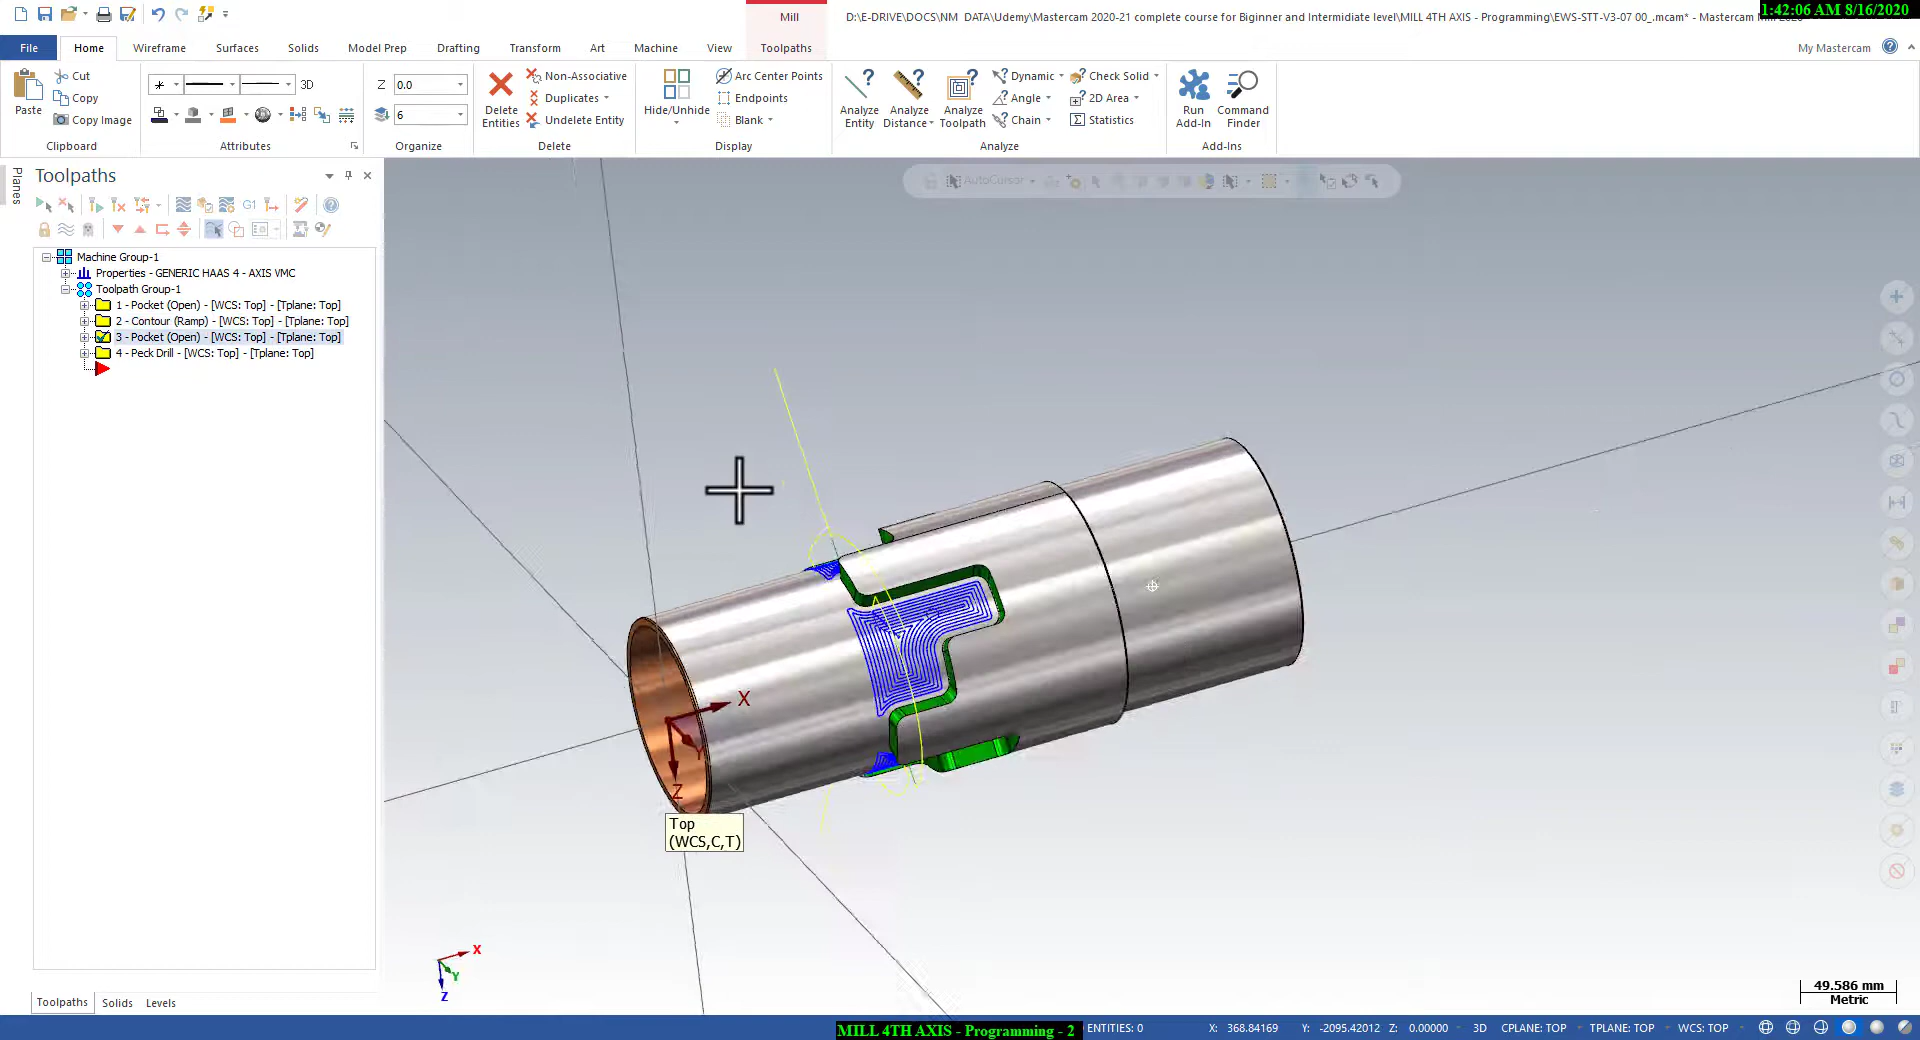 Mill
D:\E-DRIVE\DOCS\NM DATA\Udemy\Mastercam 2020-21 complete course for Biginner and Intermidiate level\MILL 4TH AXIS - Programming\EWS-STT-V3-07 00_.mcam* - Mastercam Mill 2020
1:42:06 AM 8/16/2020
File
Home
Wireframe
Surfaces
Solids
Model Prep
Drafting
Transform
Art
Machine
View
Toolpaths
My Mastercam
Paste
Cut
Copy
Copy Image
3D
Z 0.0
6
Delete
Entities
Non-Associative
Duplicates
Undelete Entity
Hide/Unhide
Arc Center Points
Endpoints
Blank
Analyze
Entity
Analyze
Distance
Analyze
Toolpath
Dynamic
Angle
Chain
Check Solid
2D Area
Statistics
Run
Add-In
Command
Finder
Clipboard
Attributes
Organize
Delete
Display
Analyze
Add-Ins
Planes
Toolpaths
G1
AutoCursor
Machine Group-1
Properties - GENERIC HAAS 4 - AXIS VMC
Toolpath Group-1
1 - Pocket (Open) - [WCS: Top] - [Tplane: Top]
2 - Contour (Ramp) - [WCS: Top] - [Tplane: Top]
3 - Pocket (Open) - [WCS: Top] - [Tplane: Top]
4 - Peck Drill - [WCS: Top] - [Tplane: Top]
X
Y
Z
Top
(WCS,C,T)
X
Y
Z
49.586 mm
Metric
Toolpaths
Solids
Levels
MILL 4TH AXIS - Programming - 2
ENTITIES: 0
X: 368.84169
Y: -2095.42012
Z: 0.00000
3D
CPLANE: TOP
TPLANE: TOP
WCS: TOP